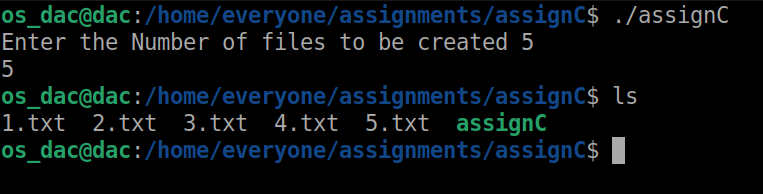 os_dac@dac:/home/everyone/assignments/assignC$ ./assignC
Enter the Number of files to be created 5
5
os_dac@dac:/home/everyone/assignments/assignC$ ls
1.txt  2.txt  3.txt  4.txt  5.txt  assignC
os_dac@dac:/home/everyone/assignments/assignC$